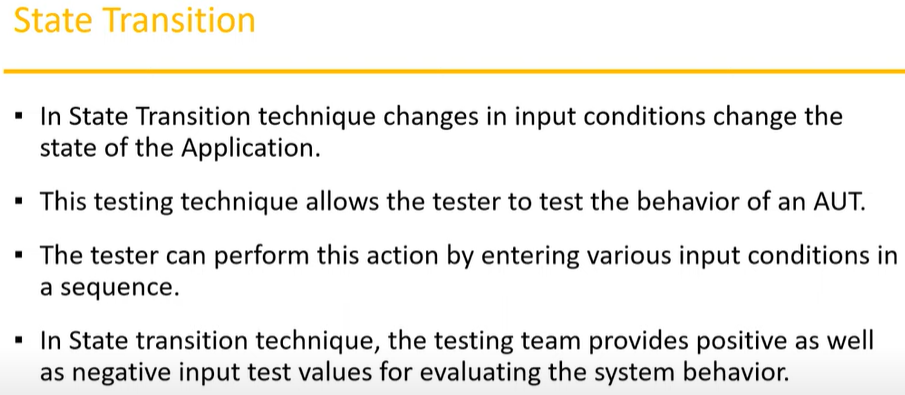 State Transition
▪ In State Transition technique changes in input conditions change the
state of the Application.
▪ This testing technique allows the tester to test the behavior of an AUT.
▪ The tester can perform this action by entering various input conditions in
a sequence.
▪ In State transition technique, the testing team provides positive as well
as negative input test values for evaluating the system behavior.